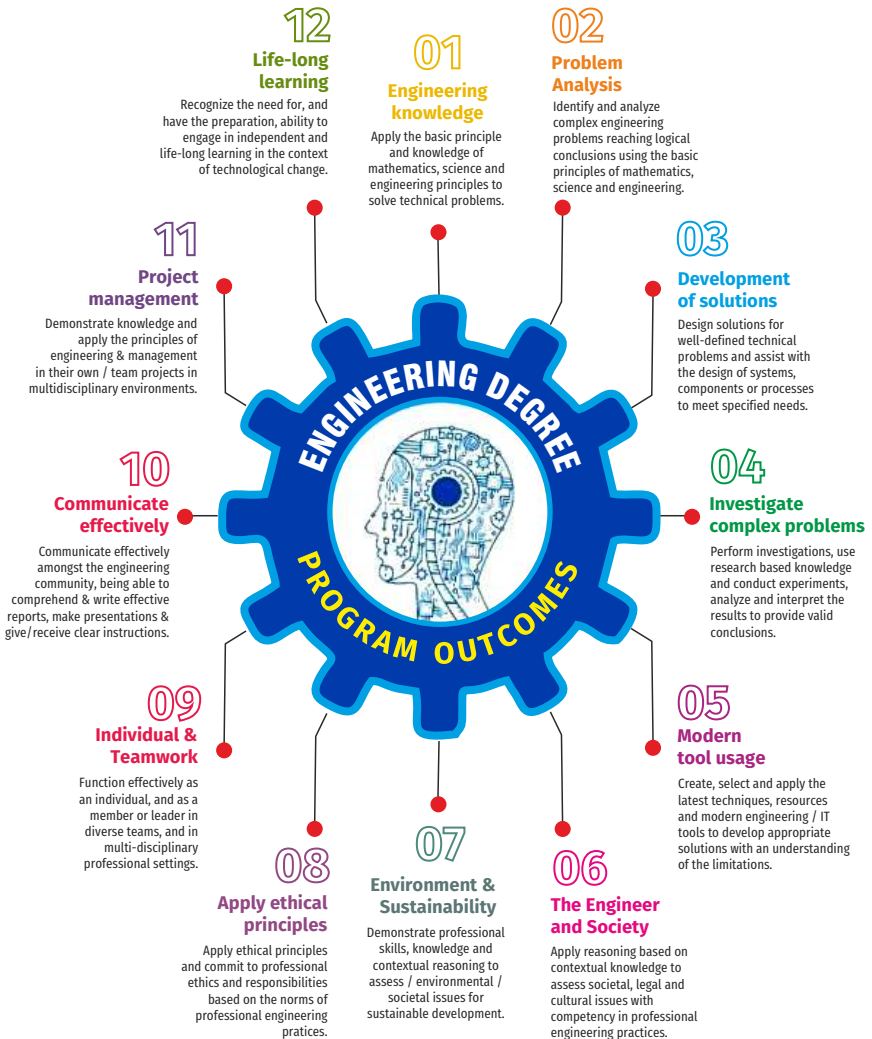 12
Life-long
learning
Recognize the need for, and
have the preparation, ability to
engage in independent and
life-long learning in the context
of technological change.
01
Engineering
knowledge
Apply the basic principle
and knowledge of
mathematics, science and
engineering principles to
solve technical problems.
02
Problem
Analysis
Identify and analyze
complex engineering
problems reaching logical
conclusions using the basic
principles of mathematics,
science and engineering.
11
Project
management
Demonstrate knowledge and
apply the principles of
engineering & management
in their own / team projects in
multidisciplinary environments.
03
Development
of solutions
Design solutions for
well-defined technical
problems and assist with
the design of systems,
components or processes
to meet specified needs.
ENGINEERING DEGREE
PROGRAM OUTCOMES
10
Communicate
effectively
Communicate effectively
amongst the engineering
community, being able to
comprehend & write effective
reports, make presentations &
give/receive clear instructions.
04
Investigate
complex problems
Perform investigations, use
research based knowledge
and conduct experiments,
analyze and interpret the
results to provide valid
conclusions.
09
Individual &
Teamwork
Function effectively as
an individual, and as a
member or leader in
diverse teams, and in
multi-disciplinary
professional settings.
05
Modern
tool usage
Create, select and apply the
latest techniques, resources
and modern engineering / IT
tools to develop appropriate
solutions with an understanding
of the limitations.
08
Apply ethical
principles
Apply ethical principles
and commit to professional
ethics and responsibilities
based on the norms of
professional engineering
pratices.
07
Environment &
Sustainability
Demonstrate professional
skills, knowledge and
contextual reasoning to
assess / environmental /
societal issues for
sustainable development.
06
The Engineer
and Society
Apply reasoning based on
contextual knowledge to
assess societal, legal and
cultural issues with
competency in professional
engineering practices.